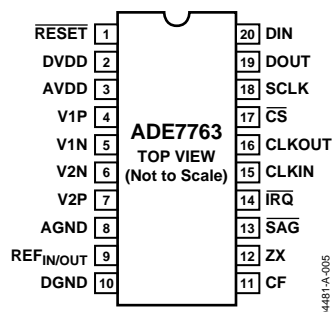 RESET 1 20 DIN
DVDD 2 19 DOUT
AVDD 3 18 SCLK
V1P 4 17 CS
V1N 5 16 CLKOUT
V2N 6 15 CLKIN
V2P 7 14 IRQ
AGND 8 13 SAG
REFIN/OUT 9 12 ZX
DGND 10 11 CF
ADE7763
TOP VIEW
(Not to Scale)
4481-A-005